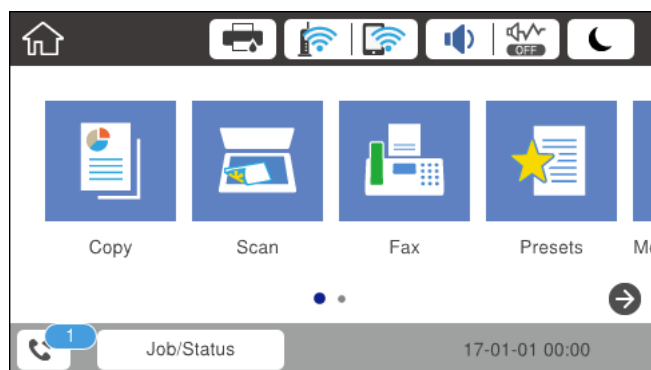 OFF
Copy
Scan
Fax
Presets
1
Job/Status
17-01-01 00:00